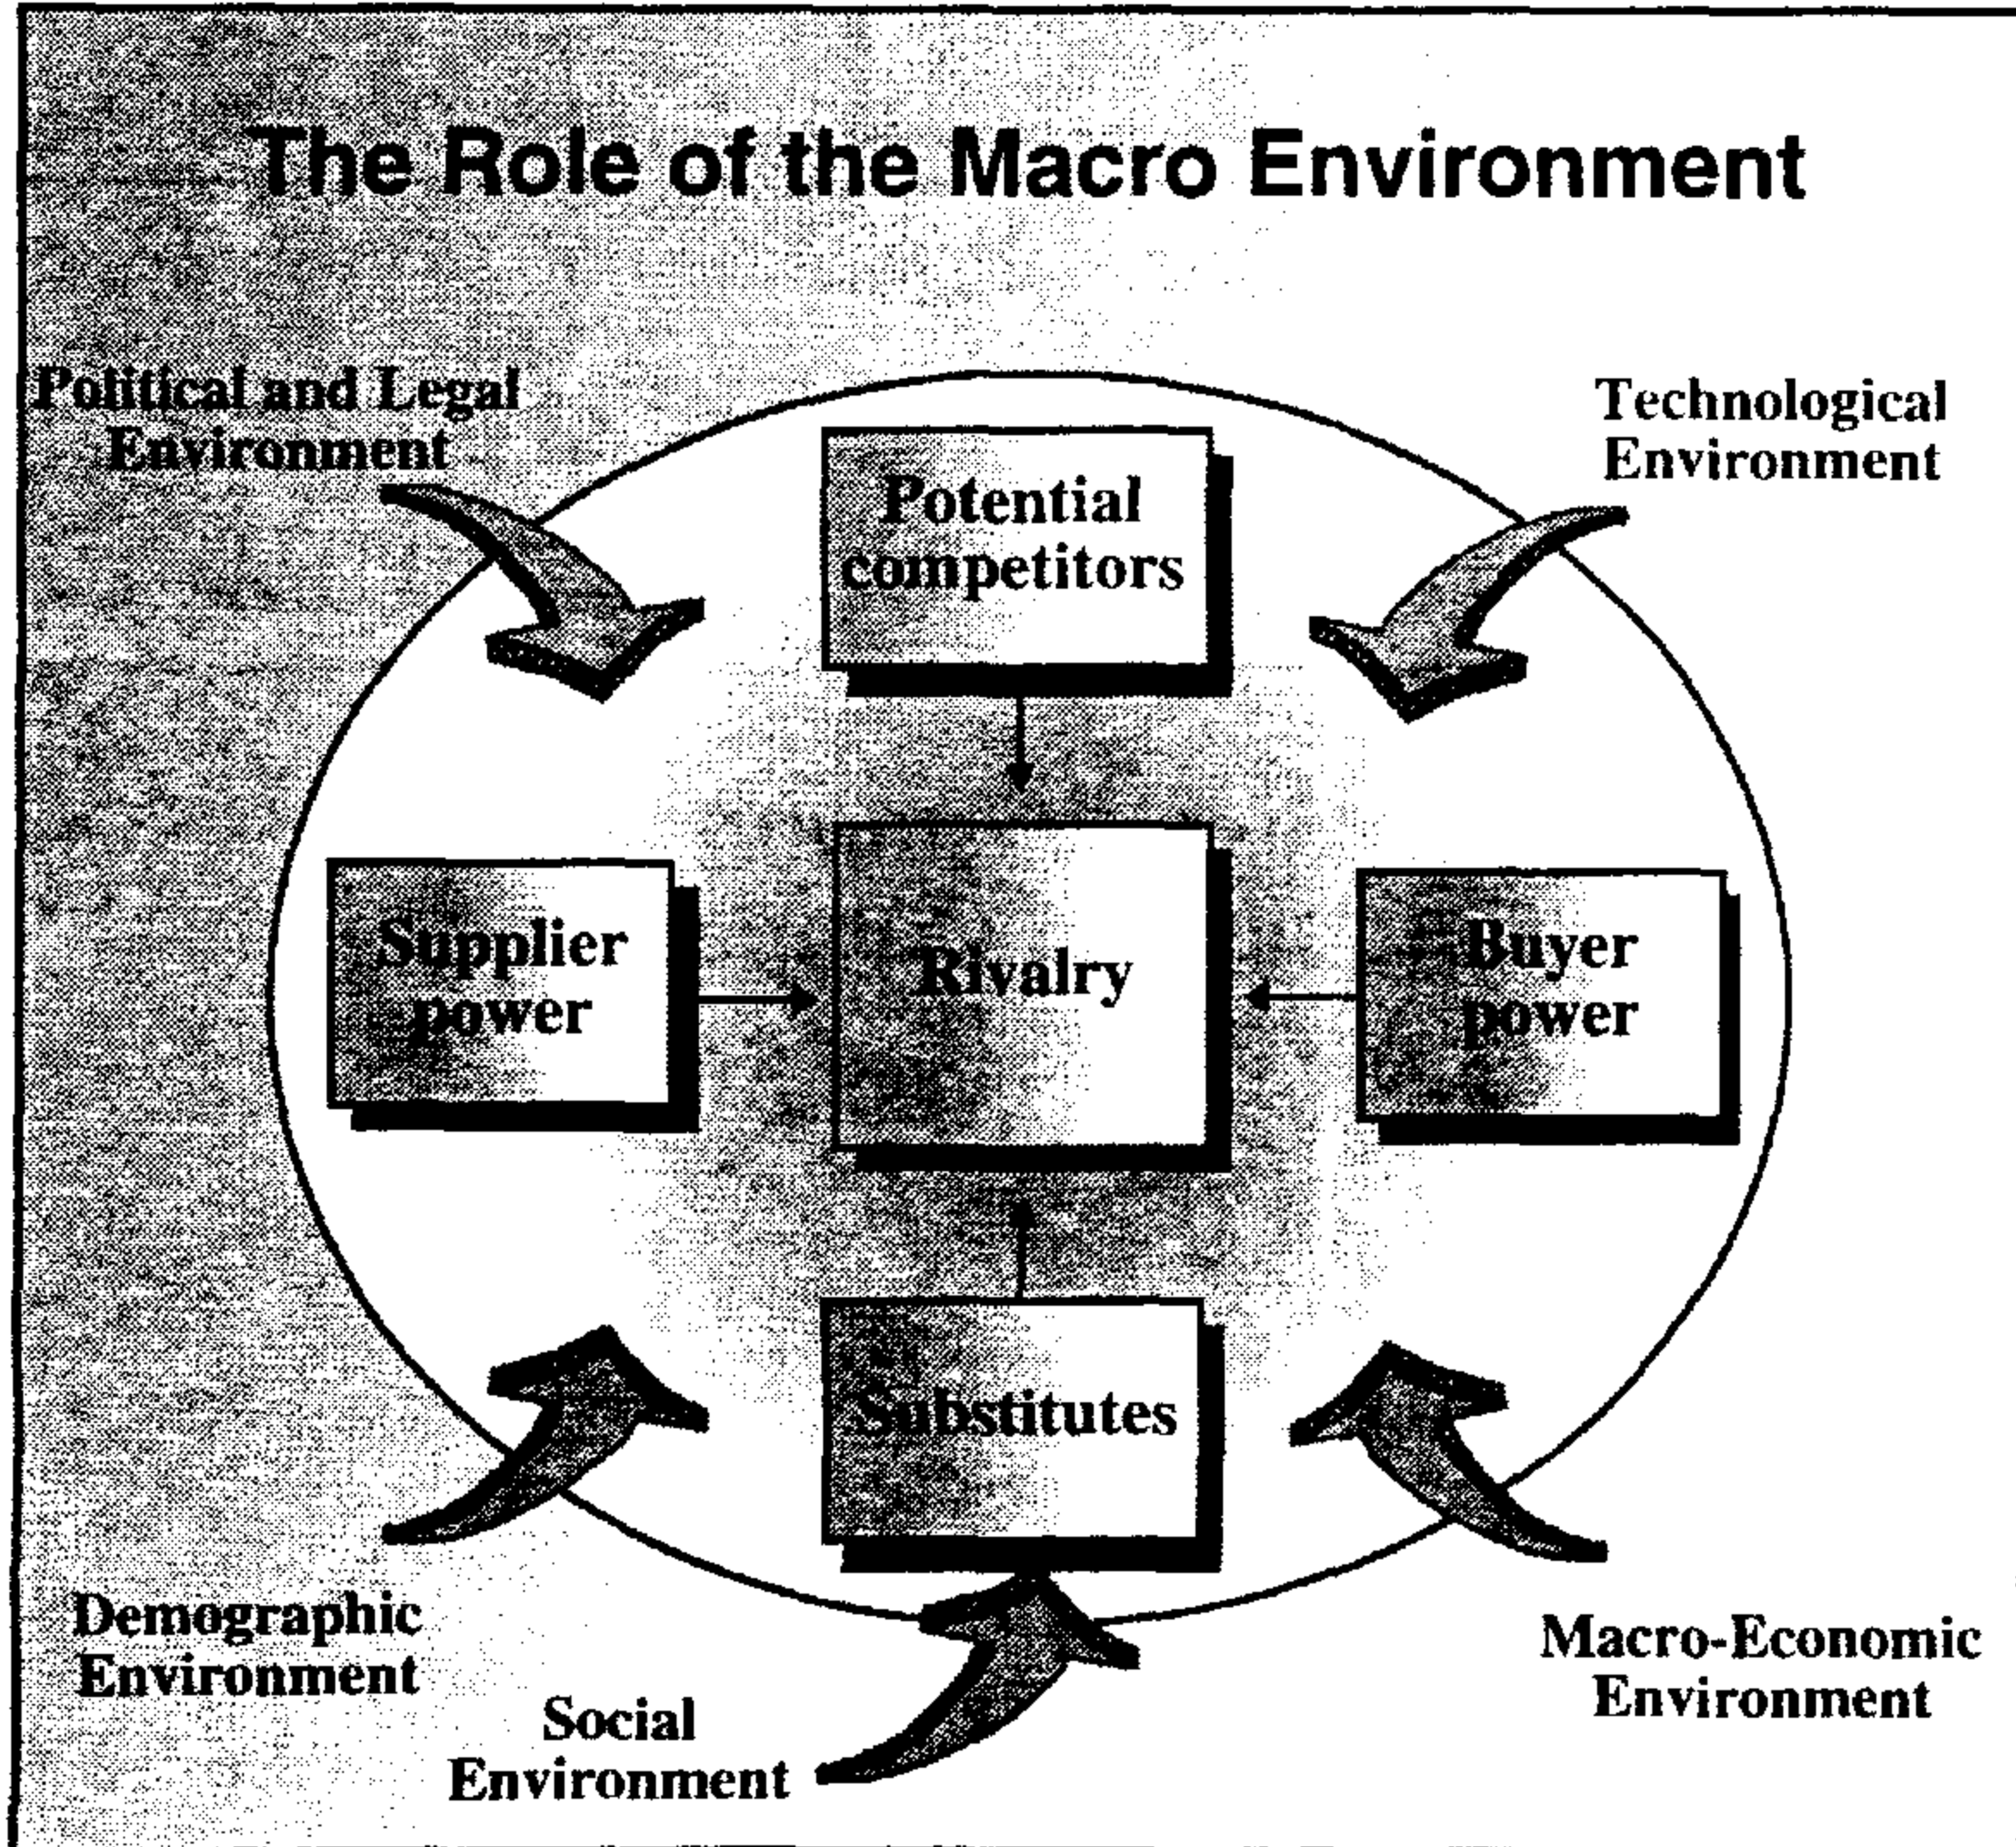 The Role of the Macro Environment
Political and Legal
Environment
Technological
Environment
Potential
competitors
Supplier
power
Rivalry
Buyer
power
Substitutes
Demographic
Environment
Social
Environment
Macro-Economic
Environment